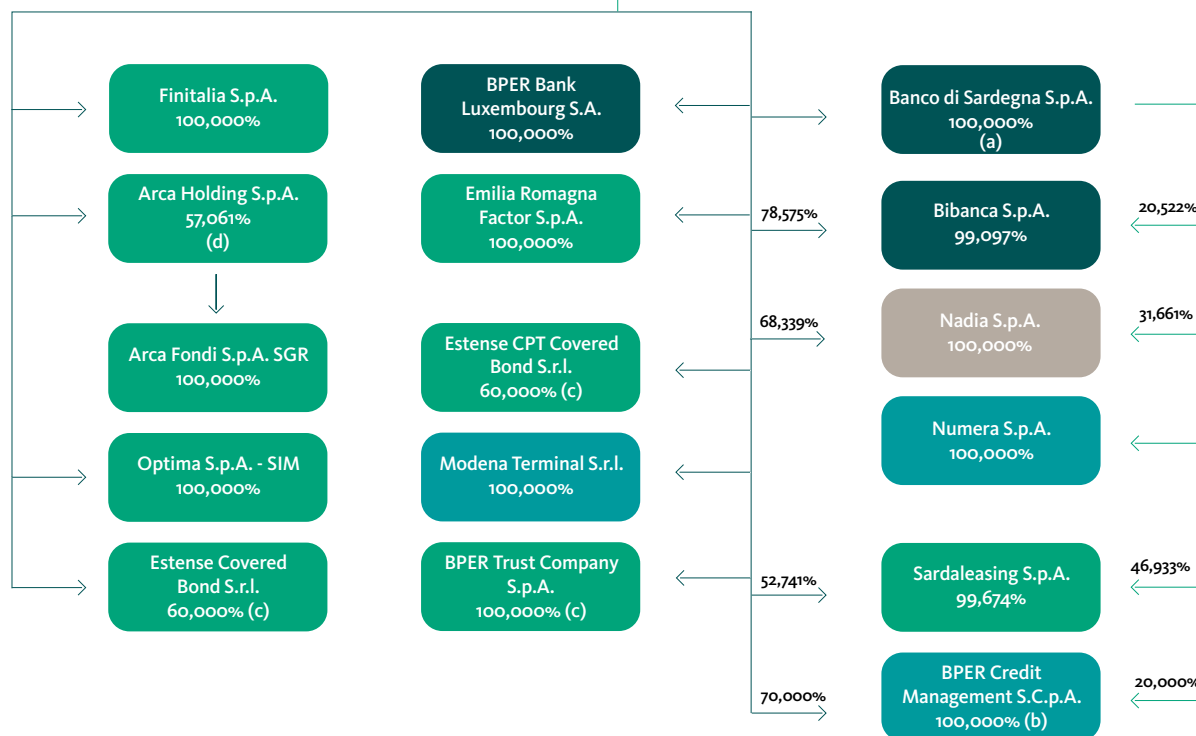 Finitalia S.p.A.
100,000%
BPER Bank
Luxembourg S.A.
100,000%
Banco di Sardegna S.p.A.
100,000%
(a)
Arca Holding S.p.A.
57,061%
(d)
Emilia Romagna
Factor S.p.A.
100,000%
78,575%
Bibanca S.p.A.
99,097%
20,522%
Arca Fondi S.p.A. SGR
100,000%
Estense CPT Covered
Bond S.r.l.
60,000% (c)
68,339%
Nadia S.p.A.
100,000%
31,661%
Optima S.p.A. - SIM
100,000%
Modena Terminal S.r.l.
100,000%
Numera S.p.A.
100,000%
Estense Covered
Bond S.r.l.
60,000% (c)
BPER Trust Company
S.p.A.
100,000% (c)
52,741%
Sardaleasing S.p.A.
99,674%
46,933%
70,000%
BPER Credit
Management S.C.p.A.
100,000% (b)
20,000%